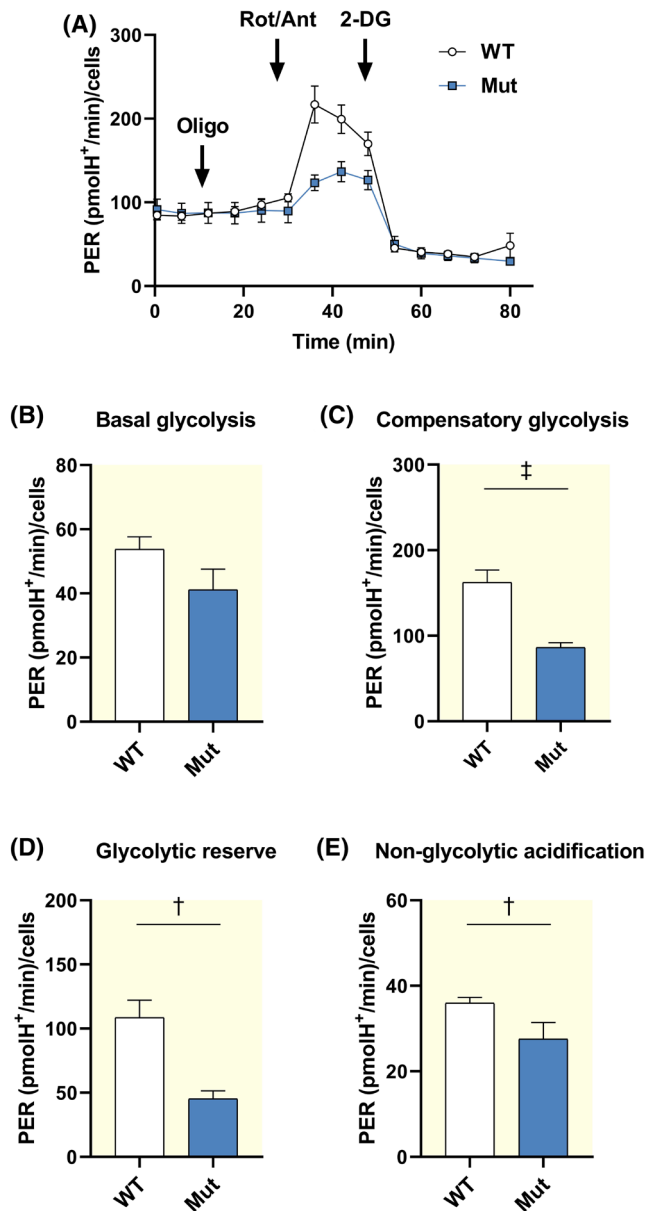 (A)
Rot/Ant 2-DG
Oligo
WT
Mut
PER (pmolH⁺/min)/cells
300
200
100
0
0 20 40 60 80
Time (min)
(B) Basal glycolysis
PER (pmolH⁺/min)/cells
80
60
40
20
0
WT Mut
(C) Compensatory glycolysis
‡
PER (pmolH⁺/min)/cells
300
200
100
0
WT Mut
(D) Glycolytic reserve
†
PER (pmolH⁺/min)/cells
200
150
100
50
0
WT Mut
(E) Non-glycolytic acidification
†
PER (pmolH⁺/min)/cells
60
40
20
0
WT Mut